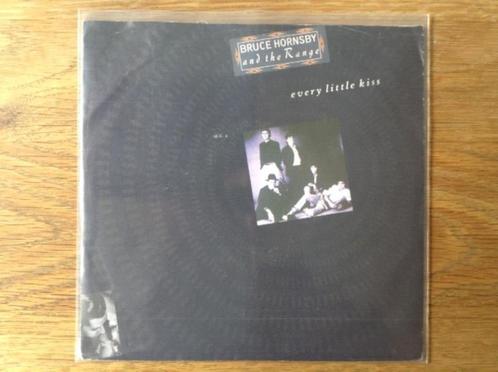 BRUCE HORNSBY
and the Range
every little kiss